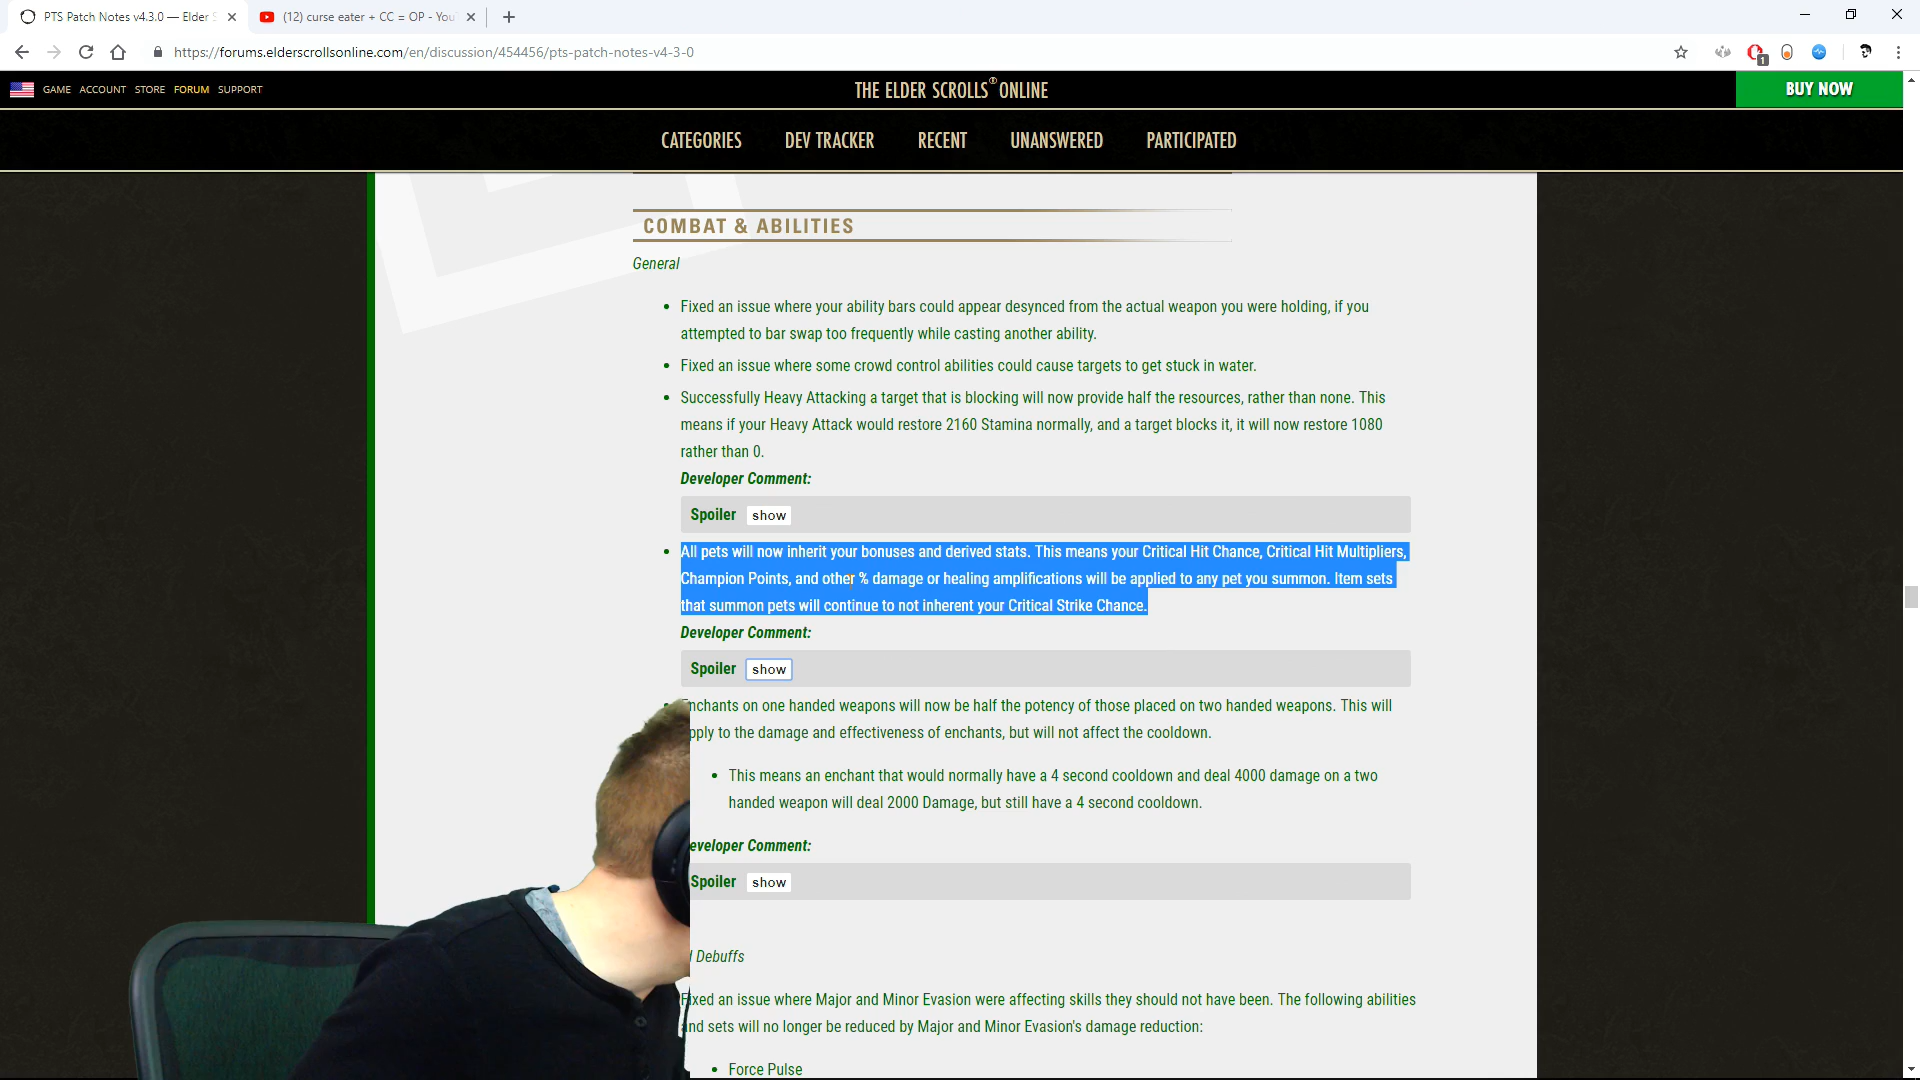 PTS Patch Notes v4.3.0 — Elder S
(12) curse eater + CC = OP - You
https://forums.elderscrollsonline.com/en/discussion/454456/pts-patch-notes-v4-3-0
1
GAME ACCOUNT STORE FORUM SUPPORT
THE ELDER SCROLLS ONLINE
BUY NOW
CATEGORIES DEV TRACKER RECENT UNANSWERED PARTICIPATED
COMBAT & ABILITIES
General
Fixed an issue where your ability bars could appear desynced from the actual weapon you were holding, if you
attempted to bar swap too frequently while casting another ability.
Fixed an issue where some crowd control abilities could cause targets to get stuck in water.
Successfully Heavy Attacking a target that is blocking will now provide half the resources, rather than none. This
means if your Heavy Attack would restore 2160 Stamina normally, and a target blocks it, it will now restore 1080
rather than 0.
Developer Comment:
Spoiler show
All pets will now inherit your bonuses and derived stats. This means your Critical Hit Chance, Critical Hit Multipliers,
Champion Points, and other % damage or healing amplifications will be applied to any pet you summon. Item sets
that summon pets will continue to not inherent your Critical Strike Chance.
Developer Comment:
Spoiler show
nchants on one handed weapons will now be half the potency of those placed on two handed weapons. This will
pply to the damage and effectiveness of enchants, but will not affect the cooldown.
This means an enchant that would normally have a 4 second cooldown and deal 4000 damage on a two
handed weapon will deal 2000 Damage, but still have a 4 second cooldown.
eveloper Comment:
Spoiler show
Debuffs
Fixed an issue where Major and Minor Evasion were affecting skills they should not have been. The following abilities
and sets will no longer be reduced by Major and Minor Evasion's damage reduction:
Force Pulse